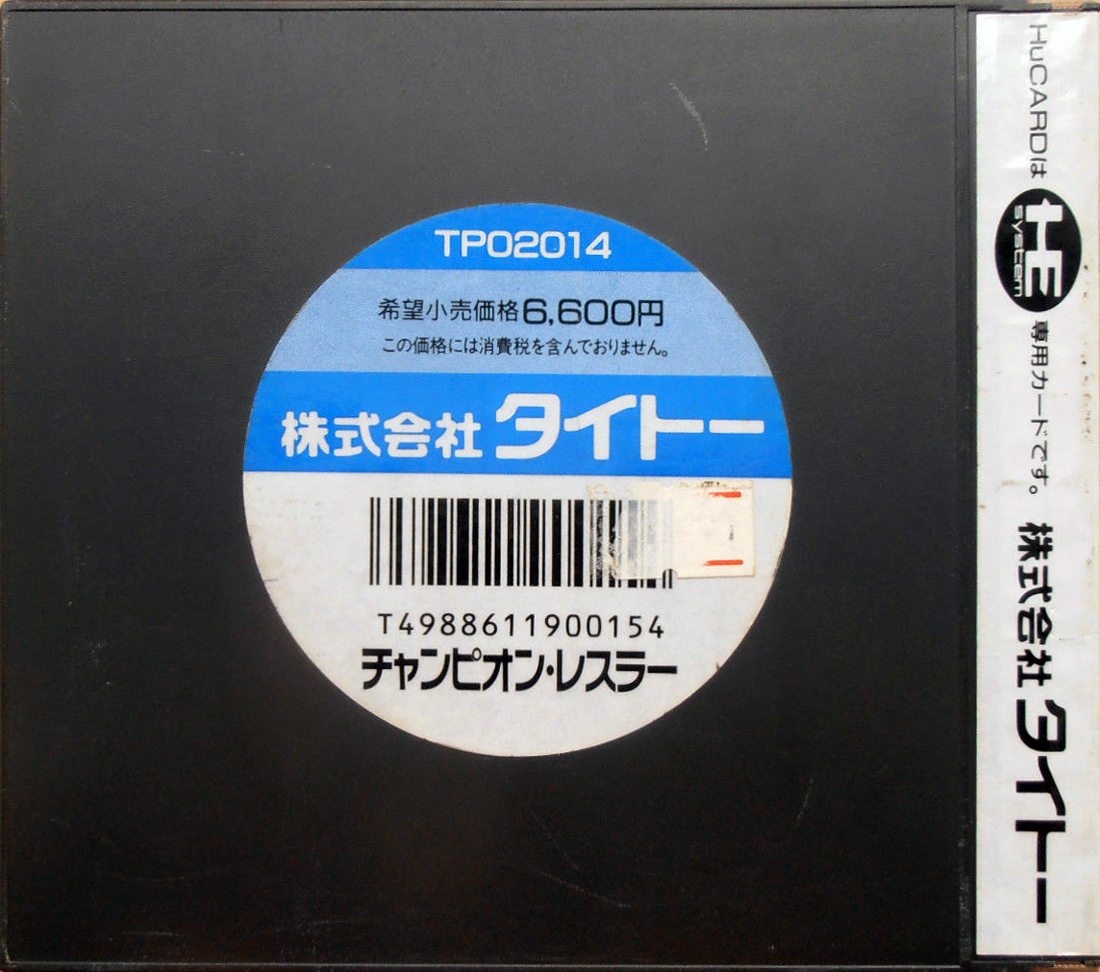 TP02014
希望小売価格6,600円
この価格には消費税を含んでおりません。
株式会社 タイトー
T4988611900154
チャンピオン・レスラー
HuCARDは HE system 専用カードです。 株式会社 タイトー